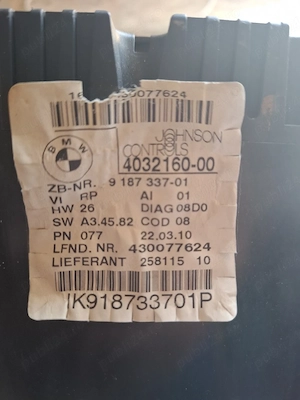 430077624
BMW
JOHNSON
CONTROLS
4032160-00
ZB-NR. 9 187 337-01
VI RP AI 01
HW 26 DIAG 08D0
SW A3.45.82 COD 08
PN 077 22.03.10
LFND. NR. 430077624
LIEFERANT 258115 10
IK918733701P